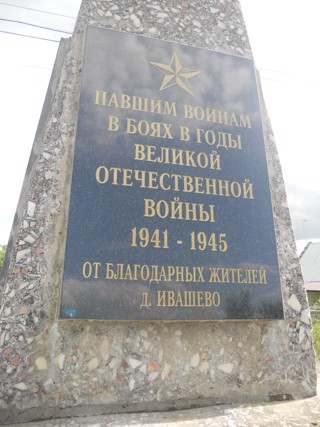 ПАВШИМ ВОИНАМ
В БОЯХ В ГОДЫ
ВЕЛИКОЙ
ОТЕЧЕСТВЕННОЙ
ВОЙНЫ
1941 - 1945
ОТ БЛАГОДАРНЫХ ЖИТЕЛЕЙ
д. ИВАШЕВО